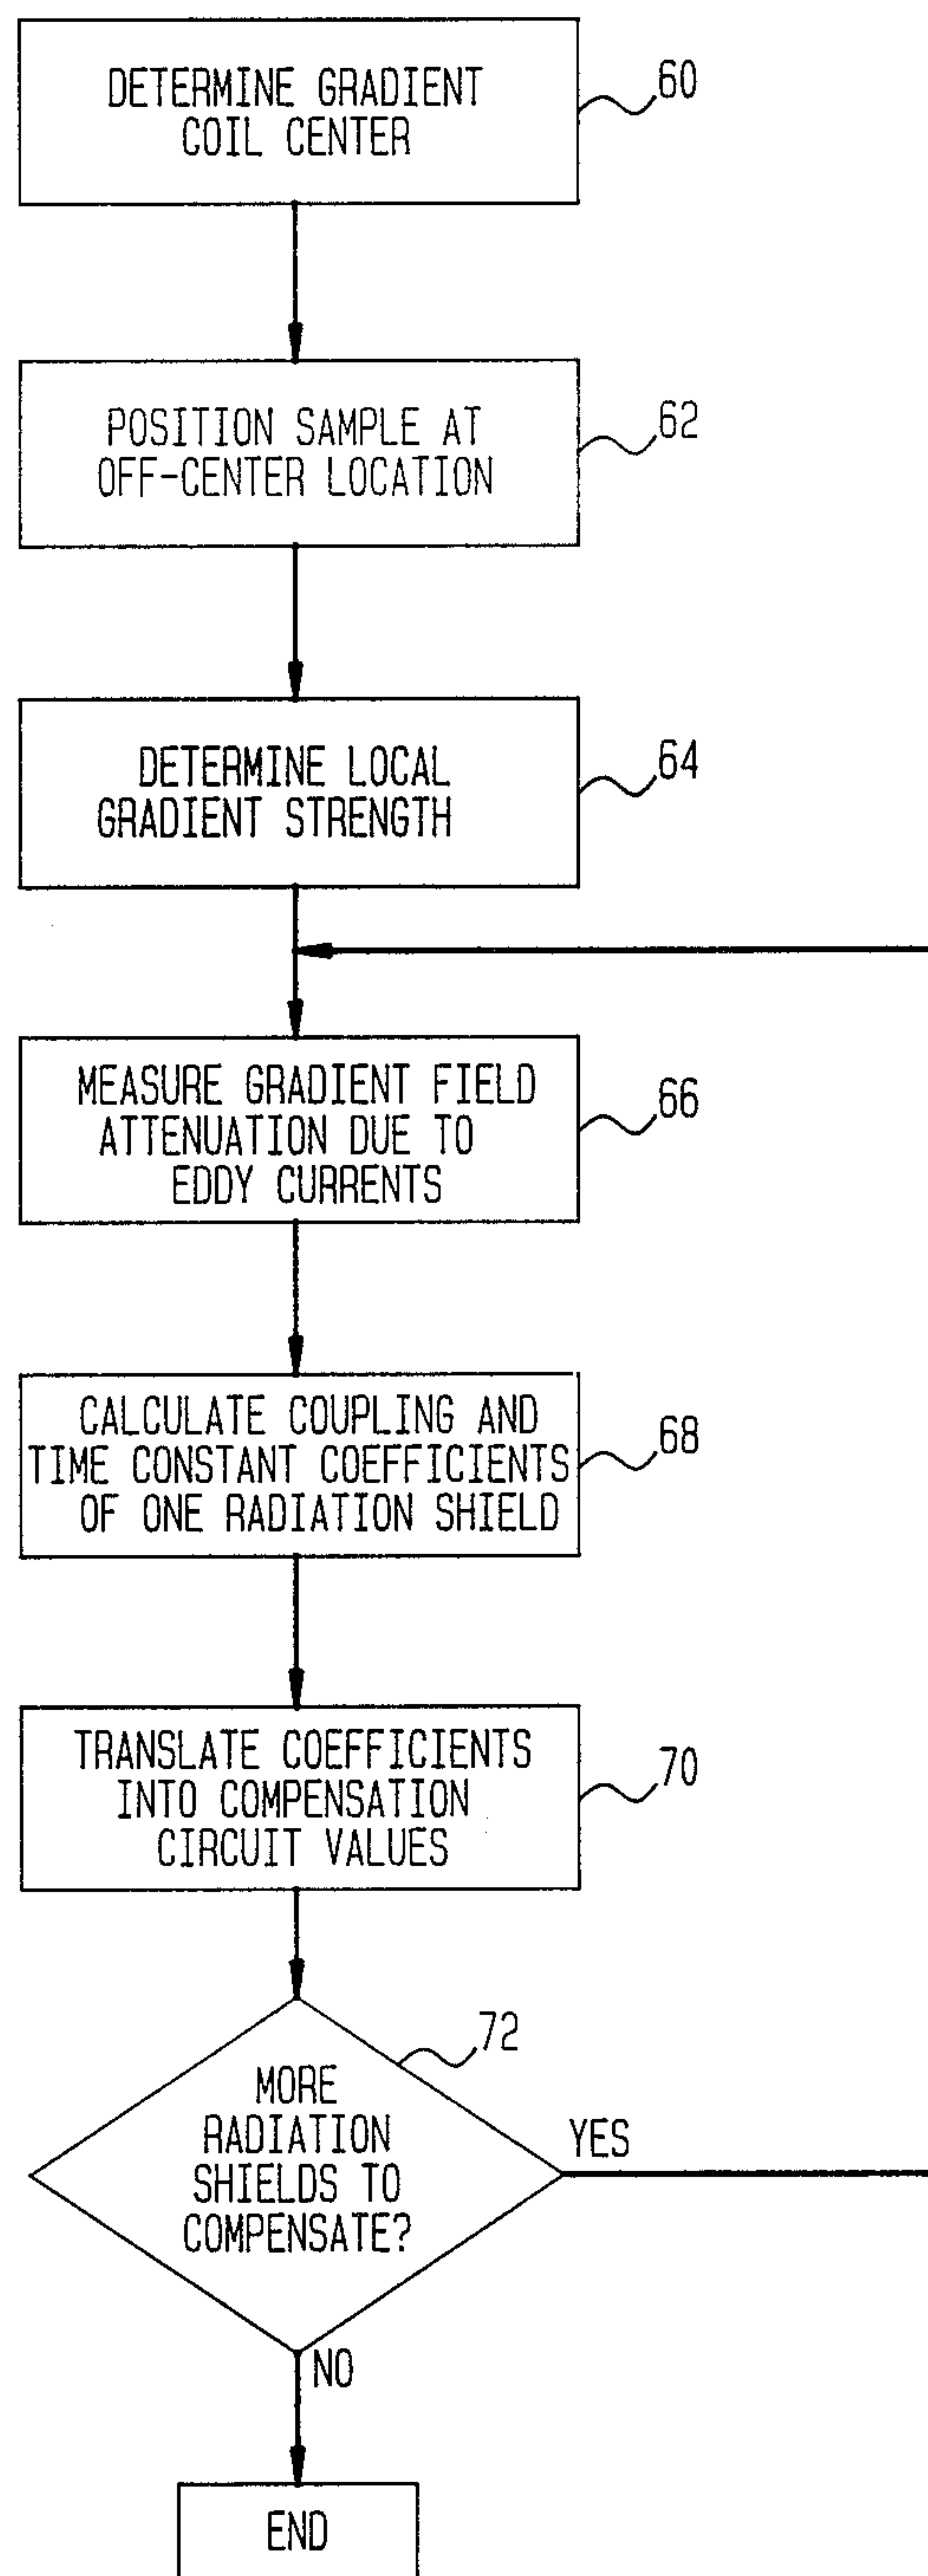 DETERMINE GRADIENT
COIL CENTER
60
POSITION SAMPLE AT
OFF-CENTER LOCATION
62
DETERMINE LOCAL
GRADIENT STRENGTH
64
MEASURE GRADIENT FIELD
ATTENUATION DUE TO
EDDY CURRENTS
66
CALCULATE COUPLING AND
TIME CONSTANT COEFFICIENTS
OF ONE RADIATION SHIELD
68
TRANSLATE COEFFICIENTS
INTO COMPENSATION
CIRCUIT VALUES
70
72
MORE
RADIATION
SHIELDS TO
COMPENSATE?
YES
NO
END